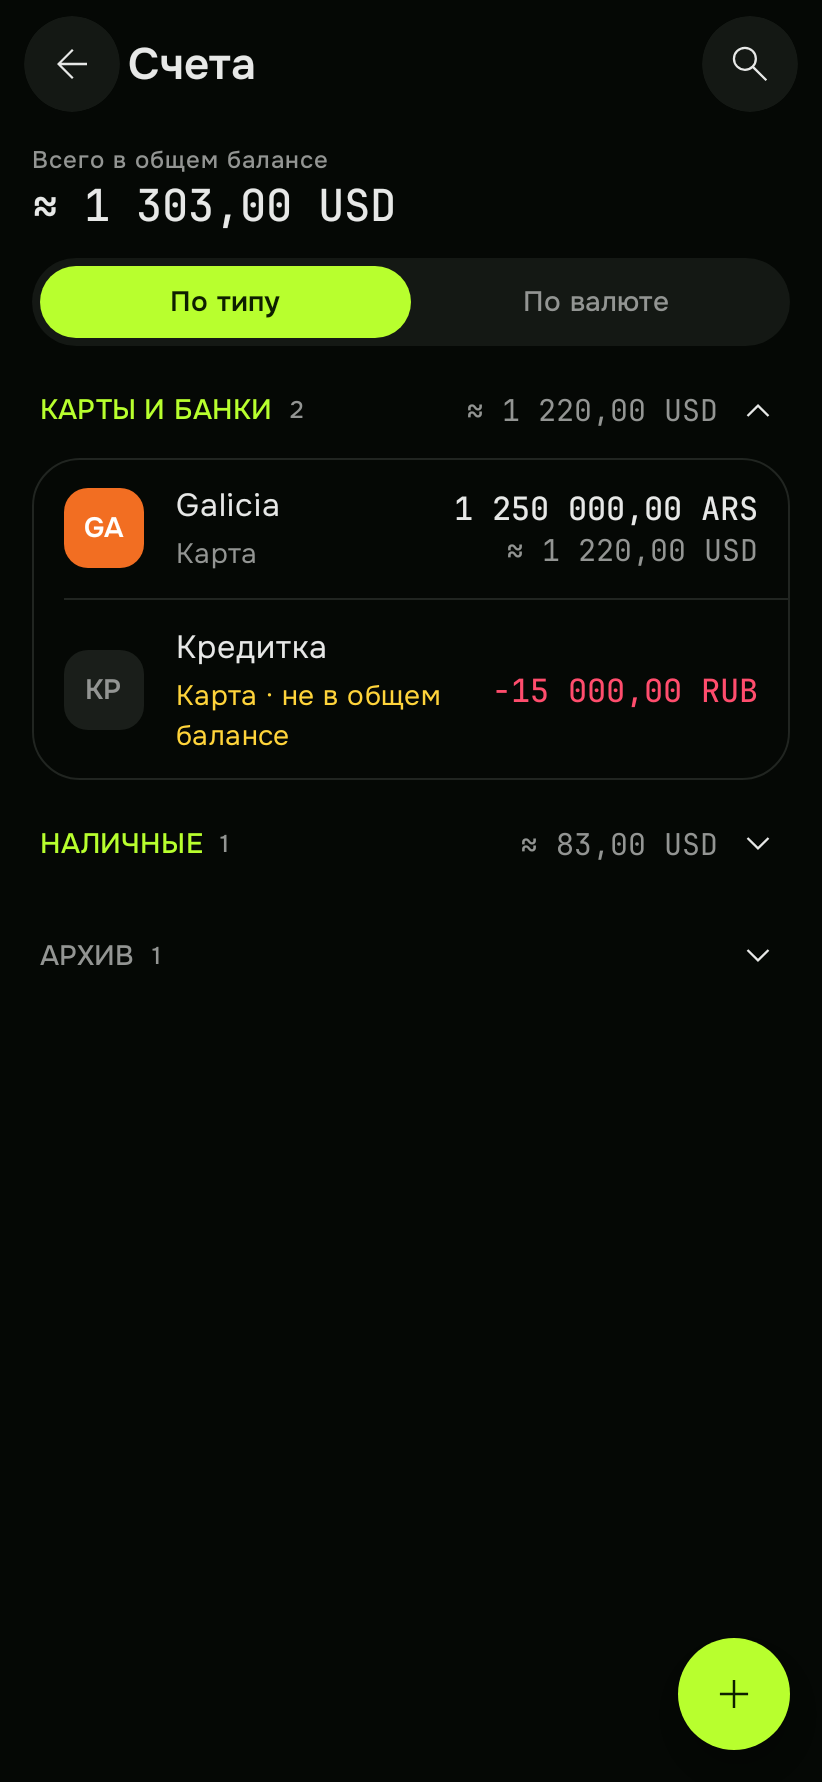 Счета
Всего в общем балансе
≈ 1 303,00 USD
По типу
По валюте
КАРТЫ И БАНКИ 2 ≈ 1 220,00 USD
GA
Galicia
1 250 000,00 ARS
Карта
≈ 1 220,00 USD
КР
Кредитка
Карта · не в общем
балансе
-15 000,00 RUB
НАЛИЧНЫЕ 1 ≈ 83,00 USD
АРХИВ 1